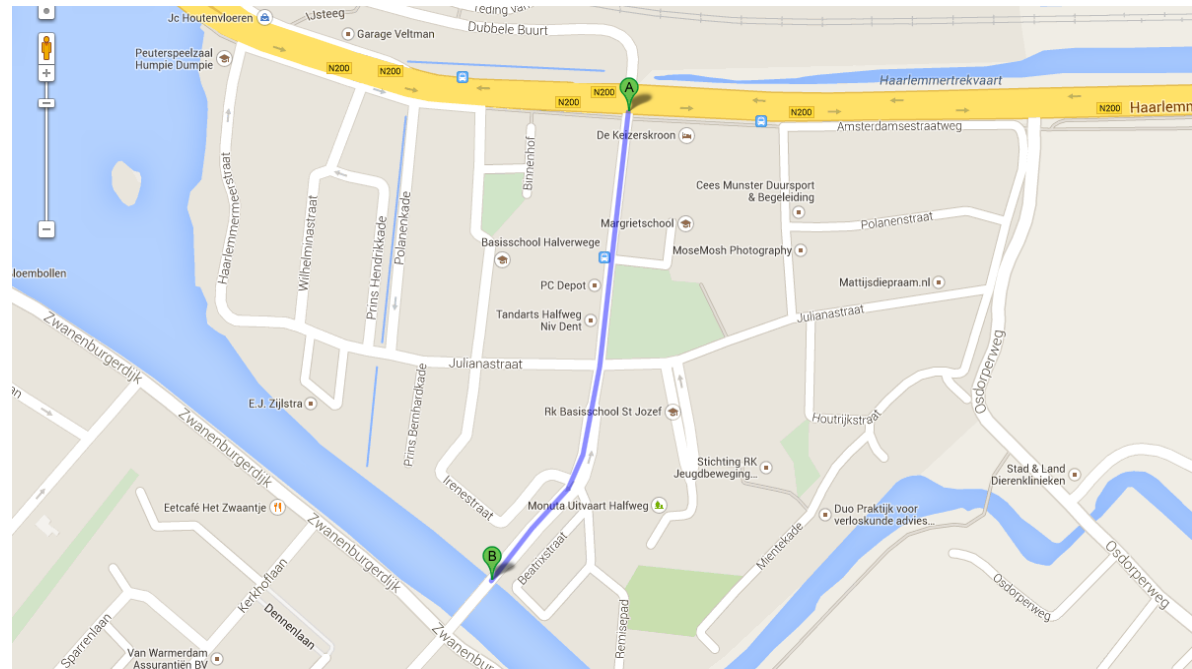 Jc Houtenvloeren
IJsteeg
Teding van
Garage Veltman
Dubbele Buurt
Peuterspeelzaal
Humpie Dumpie
N200
N200
N200
N200
N200
N200
A
Haarlemmertrekvaart
Haarlemm
De Keizerskroon
Amsterdamsestraatweg
Binnenhof
Haarlemmermeerstraat
Wilhelminastraat
Prins Hendrikkade
Polanenkade
Cees Munster Duursport
& Begeleiding
Margrietschool
Polanenstraat
Basisschool Halverwege
MoseMosh Photography
loembollen
PC Depot
Mattijsdiepraam.nl
Tandarts Halfweg
Niv Dent
Julianastraat
Zwanenburgerdijk
Julianastraat
Osdorperweg
E.J. Zijlstra
Prins Bernhardkade
Rk Basisschool St Jozef
Houtrijkstraat
Zwanenburgerdijk
Stichting RK
Jeugdbeweging...
Stad & Land
Dierenklinieken
Irenestraat
Eetcafé Het Zwaantje
Monuta Uitvaart Halfweg
Duo Praktijk voor
verloskunde advies...
Zwanenburgerdijk
B
Beatrixstraat
Mientekade
Osdorperweg
Osdorperweg
Kerkhoflaan
Dennenlaan
Remisepad
Sparrenlaan
Zwanenbur
Van Warmerdam
Assurantiën BV